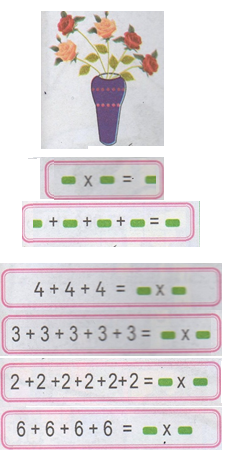 x =
+ + + =
4 + 4 + 4 = x
3 + 3 + 3 + 3 + 3 = x
2 +2 +2+2+2+2 = x
6 + 6 + 6 + 6 = x